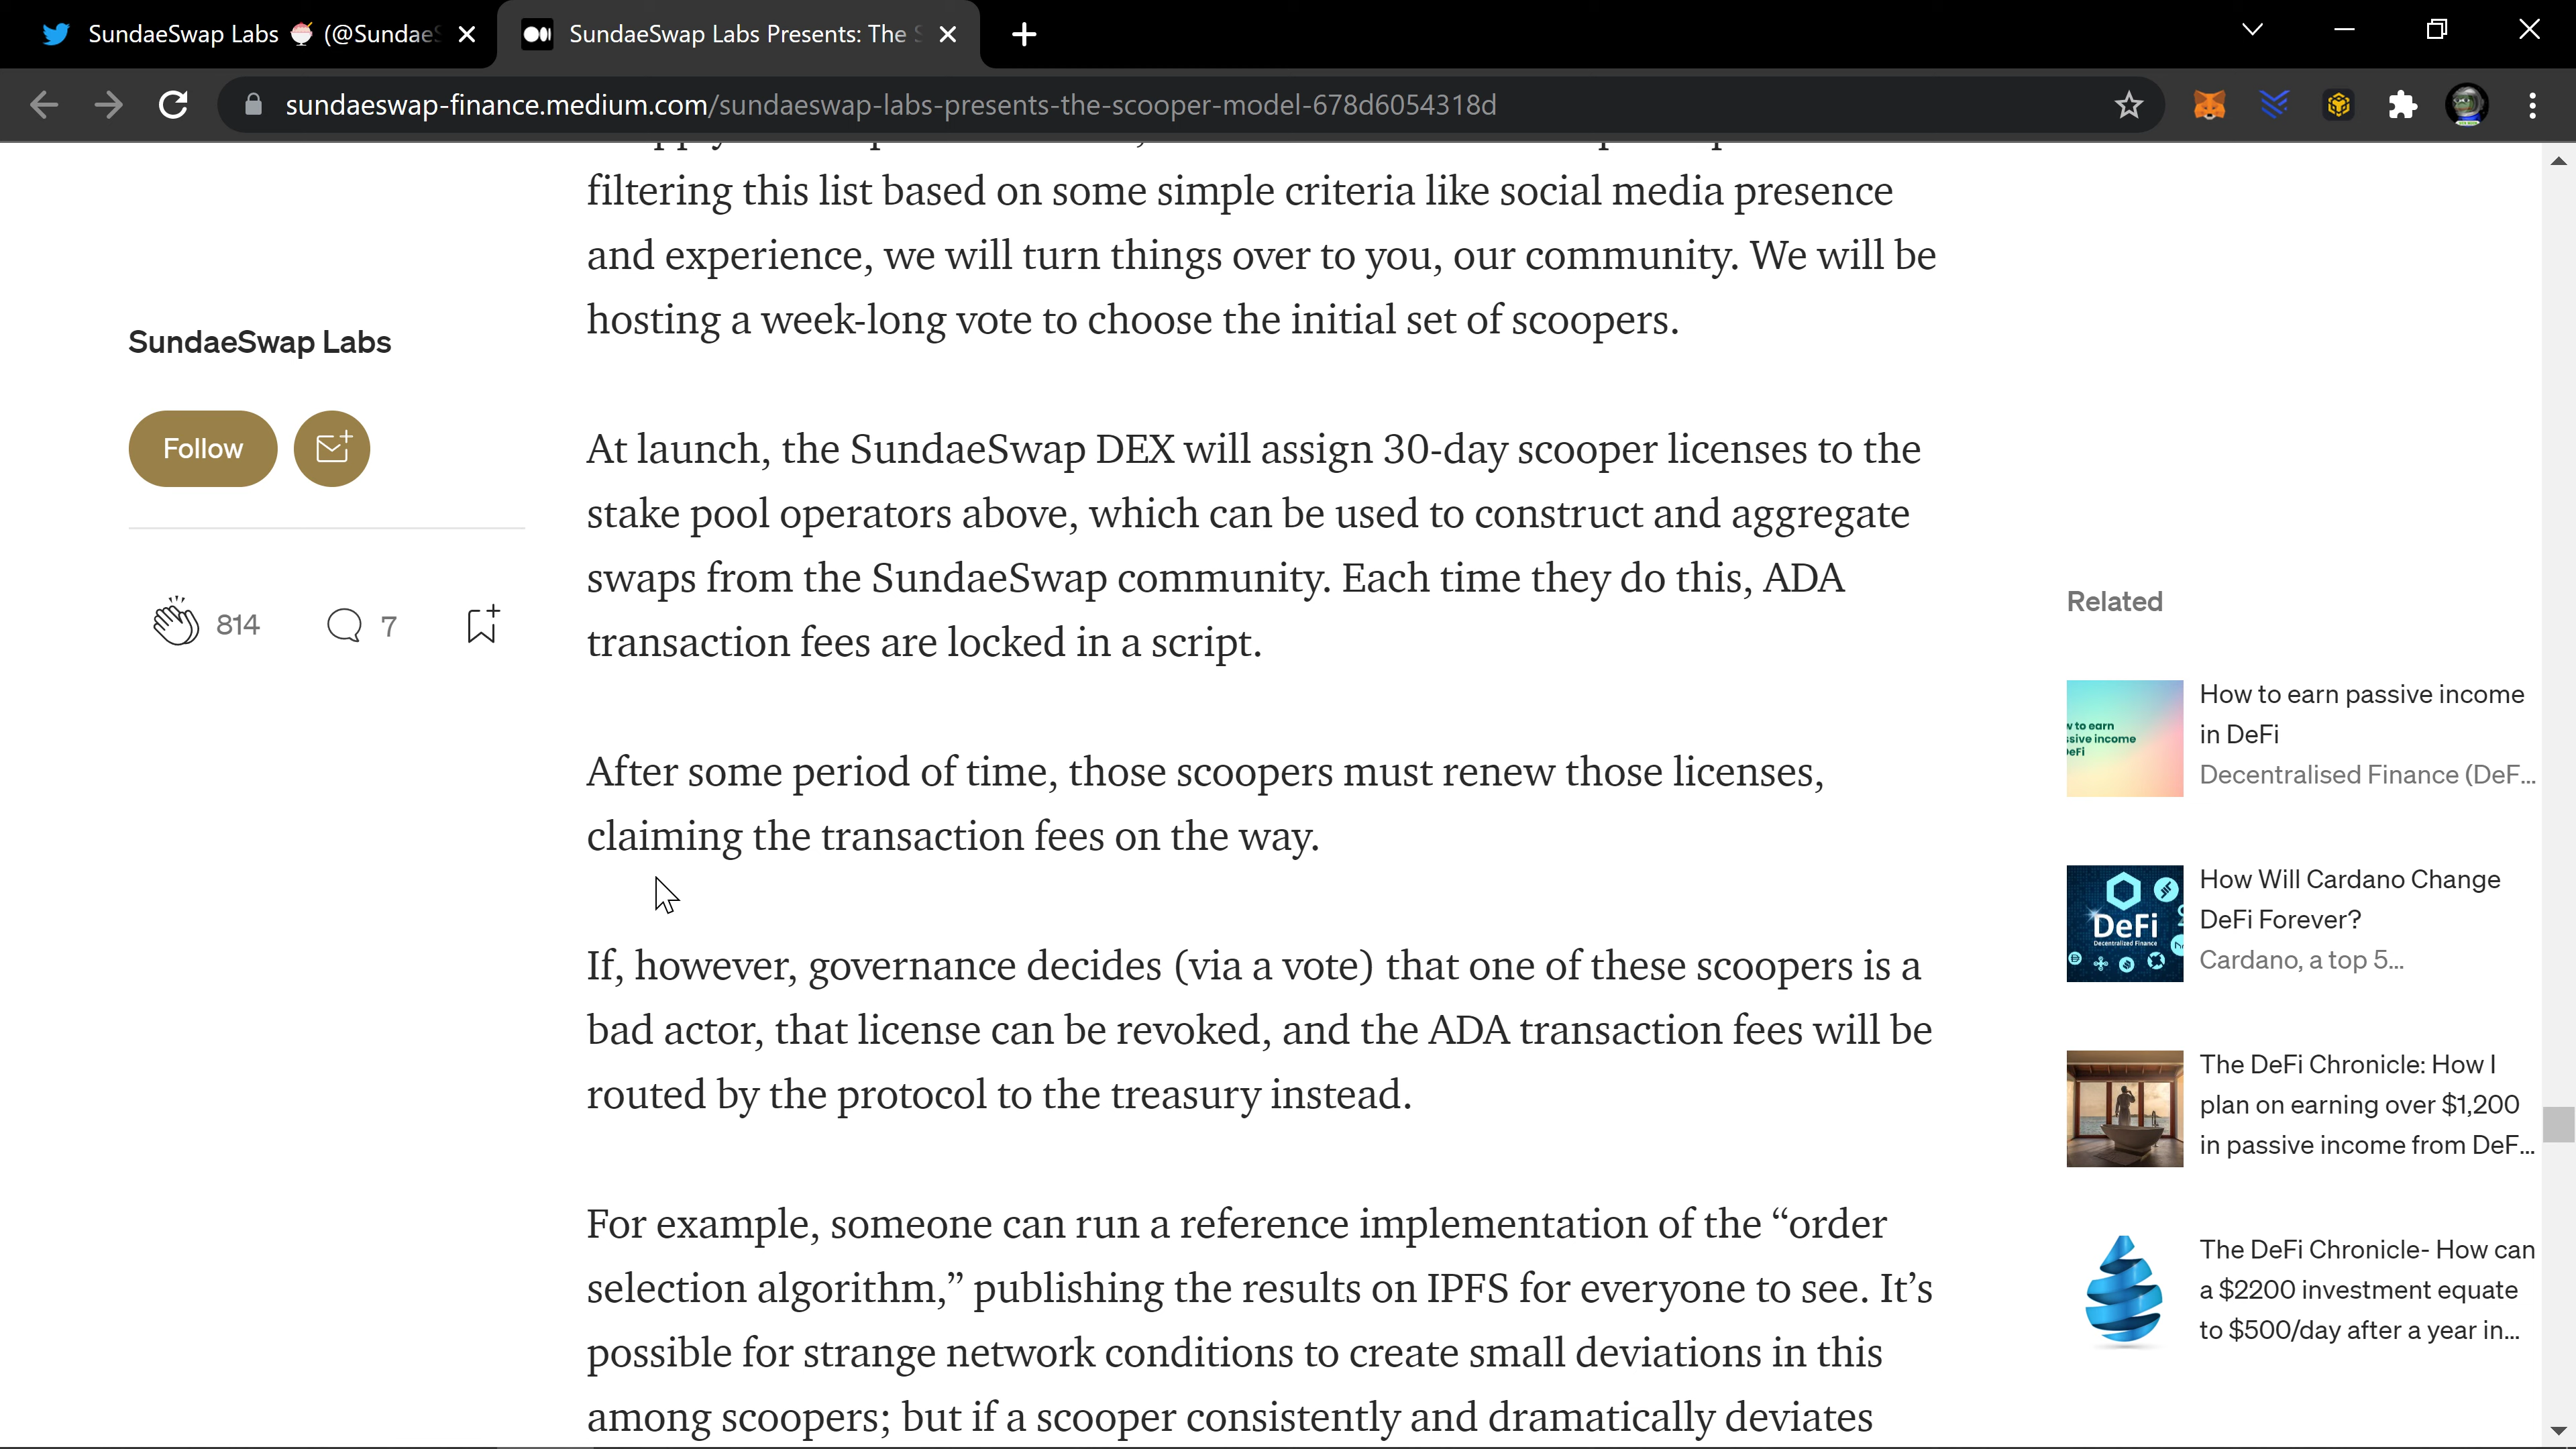 SundaeSwap Labs 🍨 (@SundaeS
SundaeSwap Labs Presents: The S
sundaeswap-finance.medium.com/sundaeswap-labs-presents-the-scooper-model-678d6054318d
filtering this list based on some simple criteria like social media presence
and experience, we will turn things over to you, our community. We will be
hosting a week-long vote to choose the initial set of scoopers.
SundaeSwap Labs
Follow
814
7
At launch, the SundaeSwap DEX will assign 30-day scooper licenses to the
stake pool operators above, which can be used to construct and aggregate
swaps from the SundaeSwap community. Each time they do this, ADA
transaction fees are locked in a script.
After some period of time, those scoopers must renew those licenses,
claiming the transaction fees on the way.
If, however, governance decides (via a vote) that one of these scoopers is a
bad actor, that license can be revoked, and the ADA transaction fees will be
routed by the protocol to the treasury instead.
For example, someone can run a reference implementation of the “order
selection algorithm,” publishing the results on IPFS for everyone to see. It’s
possible for strange network conditions to create small deviations in this
among scoopers; but if a scooper consistently and dramatically deviates
Related
w to earn
ssive income
DeFi
How to earn passive income
in DeFi
Decentralised Finance (DeF...
DeFi
Decentralized Finance
How Will Cardano Change
DeFi Forever?
Cardano, a top 5...
The DeFi Chronicle: How I
plan on earning over $1,200
in passive income from DeF...
The DeFi Chronicle- How can
a $2200 investment equate
to $500/day after a year in...